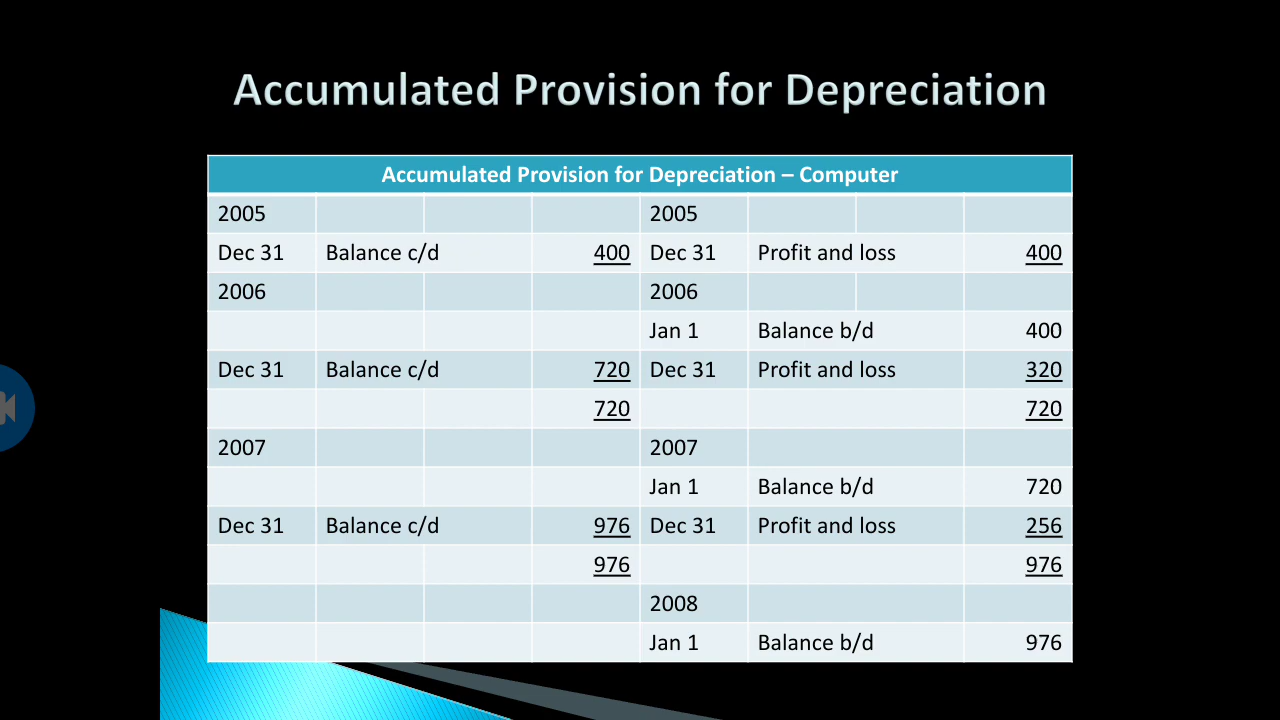 Accumulated Provision for Depreciation
Accumulated Provision for Depreciation – Computer
2005 2005
Dec 31 Balance c/d 400 Dec 31 Profit and loss 400
2006 2006
Jan 1 Balance b/d 400
Dec 31 Balance c/d 720 Dec 31 Profit and loss 320
720 720
2007 2007
Jan 1 Balance b/d 720
Dec 31 Balance c/d 976 Dec 31 Profit and loss 256
976 976
2008
Jan 1 Balance b/d 976